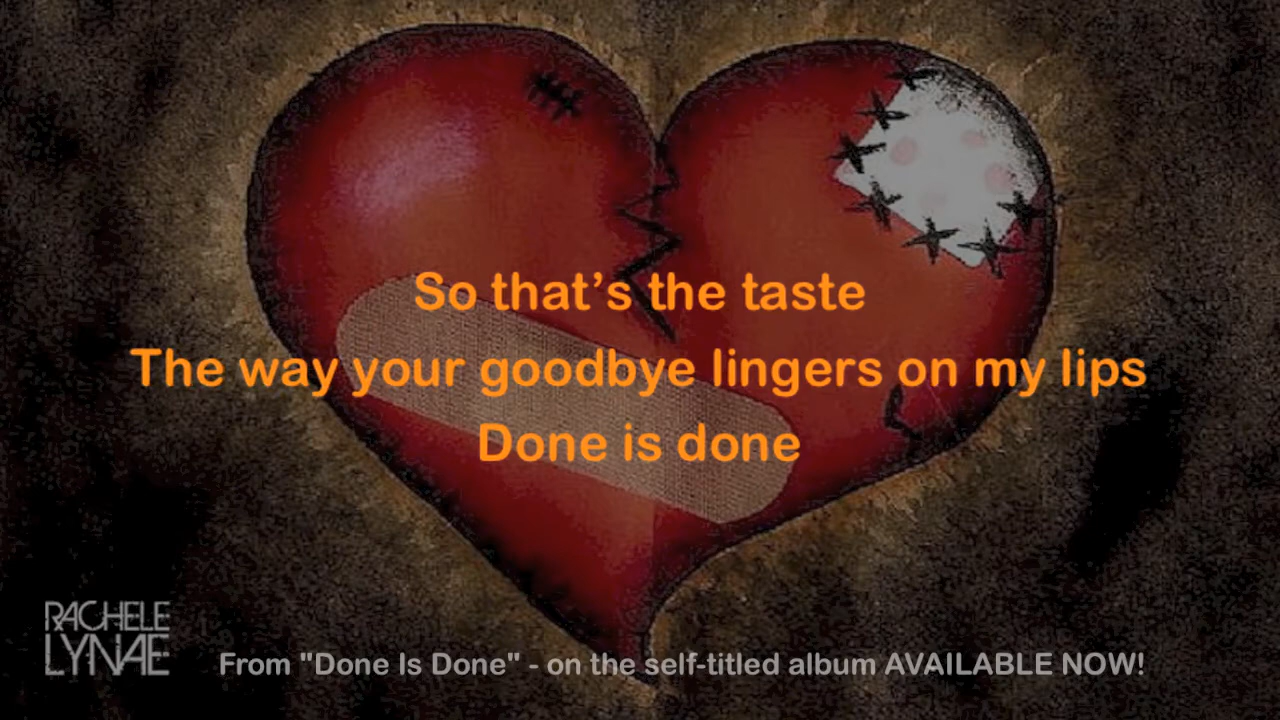 So that’s the taste
The way your goodbye lingers on my lips
Done is done
RACHELE
LYNAE
From "Done Is Done" - on the self-titled album AVAILABLE NOW!